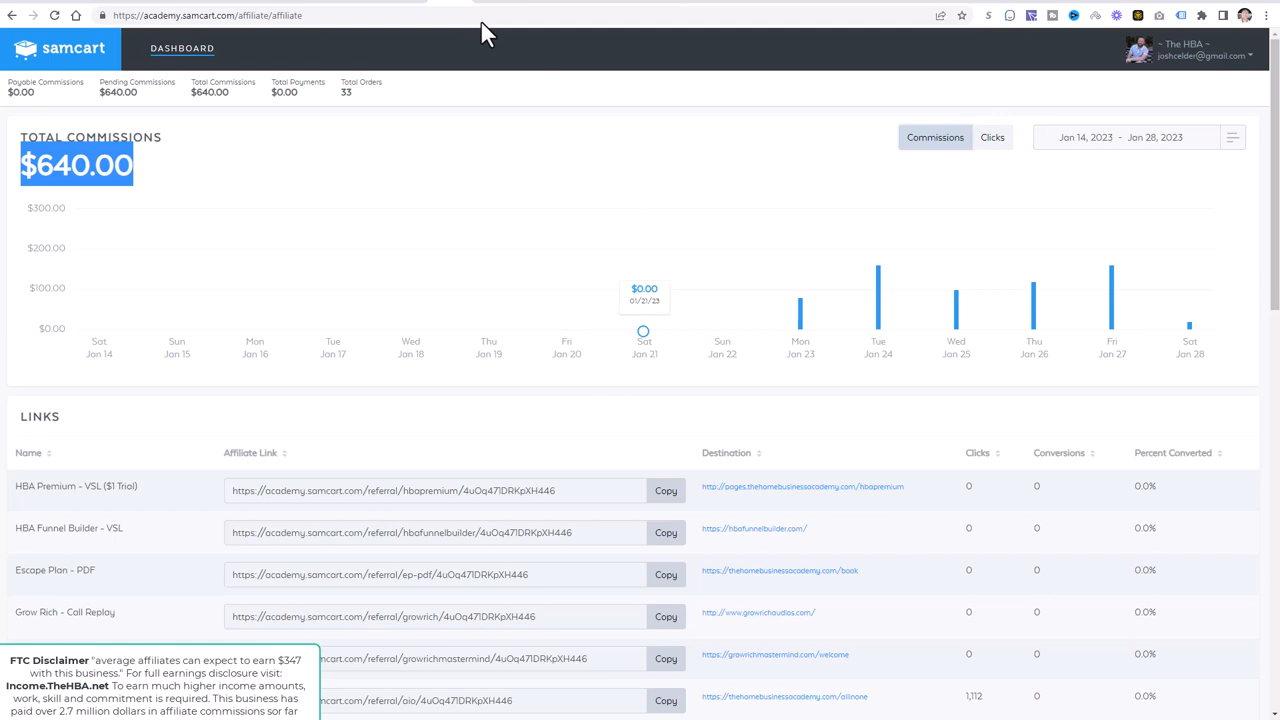 https://academy.samcart.com/affiliate/affiliate
samcart
DASHBOARD
~ The HBA ~
joshcelder@gmail.com
Payable Commissions
$0.00
Pending Commissions
$640.00
Total Commissions
$640.00
Total Payments
$0.00
Total Orders
33
TOTAL COMMISSIONS
$640.00
Commissions
Clicks
Jan 14, 2023 - Jan 28, 2023
$300.00
$200.00
$100.00
$0.00
$0.00
01/21/23
Sat
Jan 14
Sun
Jan 15
Mon
Jan 16
Tue
Jan 17
Wed
Jan 18
Thu
Jan 19
Fri
Jan 20
Sat
Jan 21
Sun
Jan 22
Mon
Jan 23
Tue
Jan 24
Wed
Jan 25
Thu
Jan 26
Fri
Jan 27
Sat
Jan 28
LINKS
Name Affiliate Link Destination Clicks Conversions Percent Converted
HBA Premium - VSL ($1 Trial) https://academy.samcart.com/referral/hbapremium/4uOq471DRKpXH446 Copy http://pages.thehomebusinessacademy.com/hbapremium 0 0 0.0%
HBA Funnel Builder - VSL https://academy.samcart.com/referral/hbafunnelbuilder/4uOq471DRKpXH446 Copy https://hbafunnelbuilder.com/ 0 0 0.0%
Escape Plan - PDF https://academy.samcart.com/referral/ep-pdf/4uOq471DRKpXH446 Copy https://thehomebusinessacademy.com/book 0 0 0.0%
Grow Rich - Call Replay https://academy.samcart.com/referral/growrich/4uOq471DRKpXH446 Copy http://www.growrichaudios.com/ 0 0 0.0%
.samcart.com/referral/growrichmastermind/4uOq471DRKpXH446 Copy https://growrichmastermind.com/welcome 0 0 0.0%
.samcart.com/referral/aio/4uOq471DRKpXH446 Copy https://thehomebusinessacademy.com/allinone 1,112 0 0.0%
FTC Disclaimer "average affiliates can expect to earn $347
with this business." For full earnings disclosure visit:
Income.TheHBA.net To earn much higher income amounts,
work, skill and commitment is required. This business has
paid over 2.7 million dollars in affiliate commissions sor far